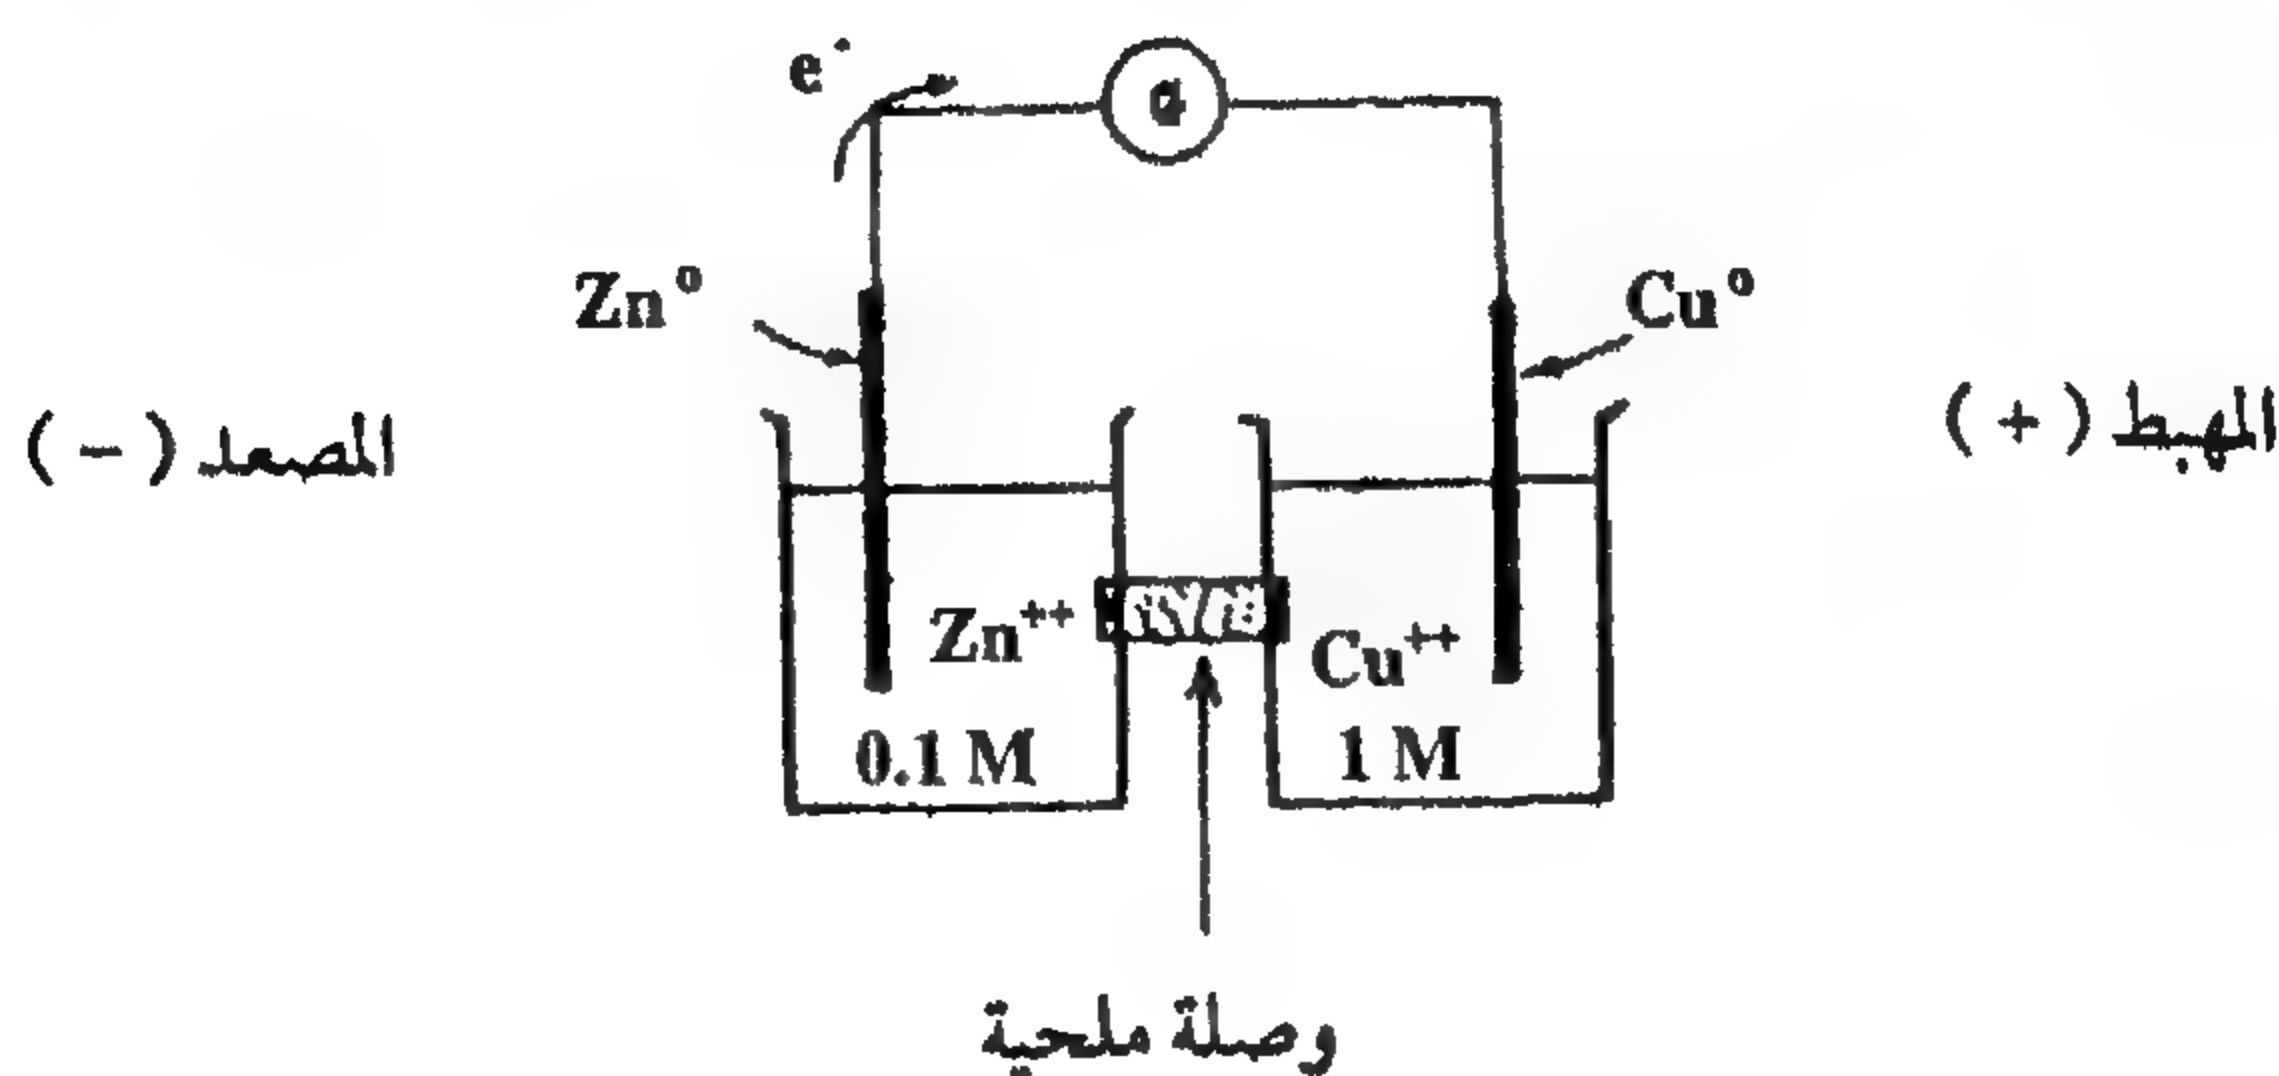 e⁻
G
Zn°
Cu°
المصعد ( - )
المهبط ( + )
Zn⁺⁺
Cu⁺⁺
0.1 M
1 M
وصلة ملحية